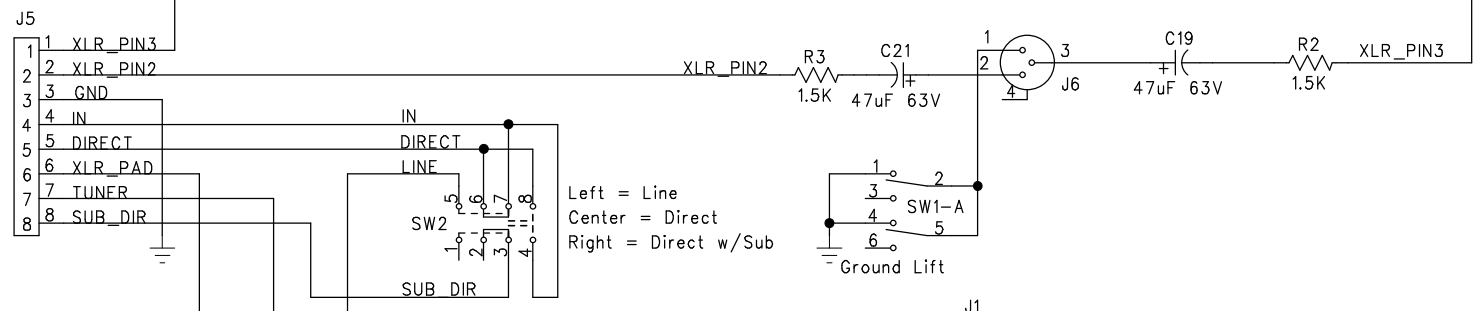 J5
1 1 XLR_PIN3
2 2 XLR_PIN2
3 3 GND
4 4 IN
5 5 DIRECT
6 6 XLR_PAD
7 7 TUNER
8 8 SUB_DIR
IN
DIRECT
LINE
5 6 7 8
SW2
1 2 3 4
SUB_DIR
Left = Line
Center = Direct
Right = Direct w/Sub
XLR_PIN2
R3
1.5K
C21
+
47uF 63V
1
2
3
4
J6
C19
+
47uF 63V
R2
1.5K
XLR_PIN3
1
2
3
SW1-A
4
5
6
Ground Lift
J1